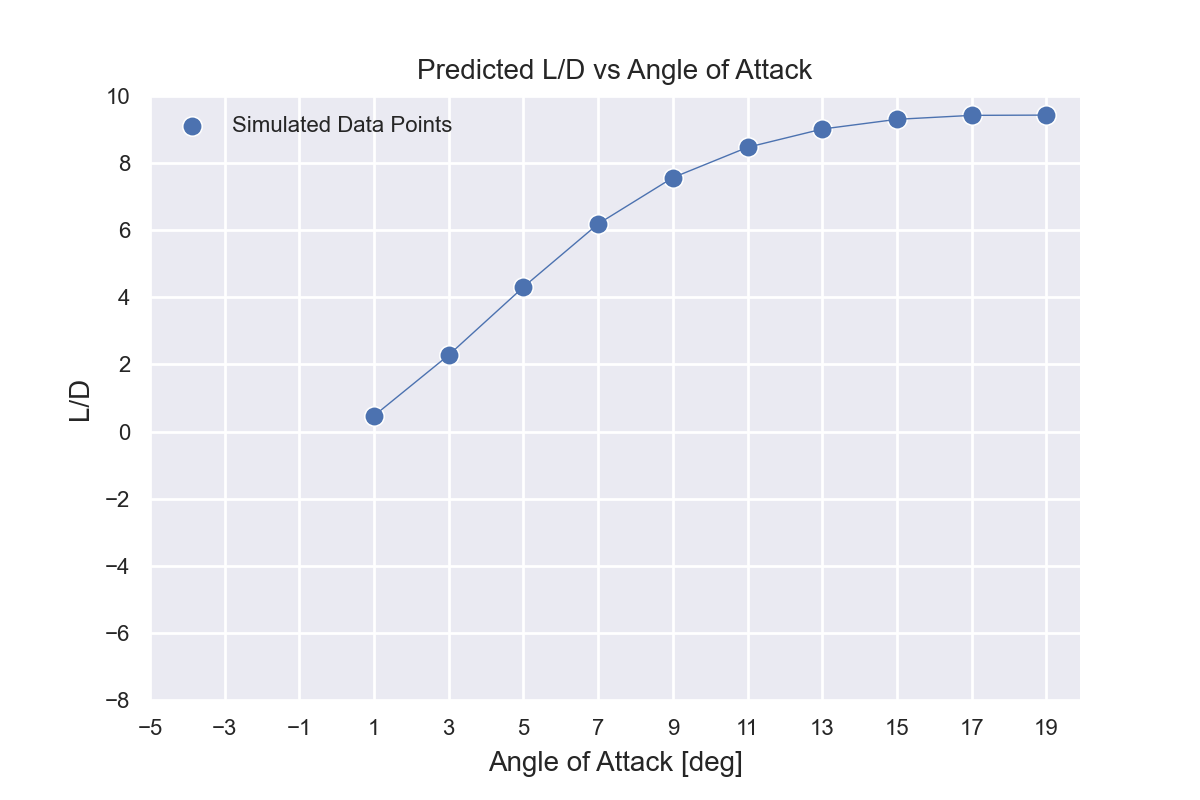 Predicted L/D vs Angle of Attack
Simulated Data Points
10
8
6
4
2
0
−2
−4
−6
−8
L/D
−5 −3 −1 1 3 5 7 9 11 13 15 17 19
Angle of Attack [deg]